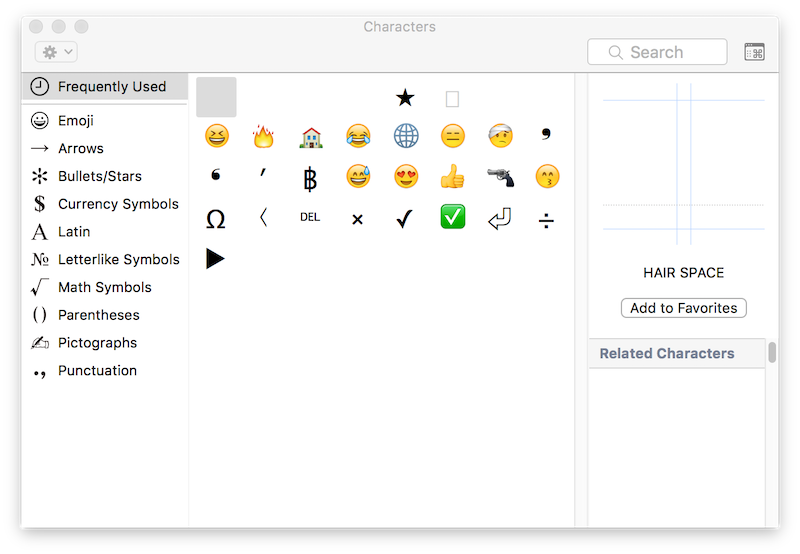 Characters
Search
Frequently Used
Emoji
Arrows
Bullets/Stars
$ Currency Symbols
A Latin
№ Letterlike Symbols
√ Math Symbols
() Parentheses
Pictographs
., Punctuation
★
❜
❛ ′ ฿
Ω 〈 DEL × ✓ ✅ ÷
▶
HAIR SPACE
Add to Favorites
Related Characters